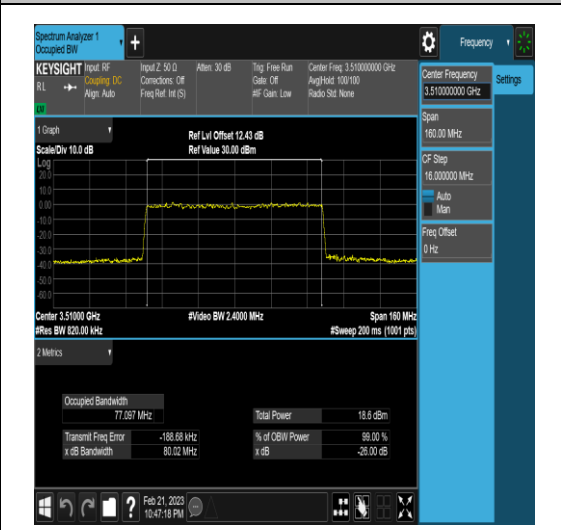 Spectrum Analyzer 1
Occupied BW
Frequency
KEYSIGHT Input: RF Input Z: 50 Ω Atten: 30 dB Trig: Free Run Center Freq: 3.510000000 GHz
RL Coupling: DC Corrections: Off Gate: Off Avg|Hold: 100/100
Align: Auto Freq Ref: Int (S) #IF Gain: Low Radio Std: None
Center Frequency
3.510000000 GHz
Settings
Span
160.00 MHz
CF Step
16.000000 MHz
Auto
Man
Freq Offset
0 Hz
1 Graph
Ref Lvl Offset 12.43 dB
Scale/Div 10.0 dB Ref Value 30.00 dBm
Log
20.0
10.0
0.00
-10.0
-20.0
-30.0
-40.0
-50.0
-60.0
Center 3.51000 GHz #Video BW 2.4000 MHz Span 160 MHz
#Res BW 820.00 kHz #Sweep 200 ms (1001 pts)
2 Metrics
Occupied Bandwidth
77.097 MHz Total Power 18.6 dBm
Transmit Freq Error -188.68 kHz % of OBW Power 99.00 %
x dB Bandwidth 80.02 MHz x dB -26.00 dB
? Feb 21, 2023
10:47:18 PM